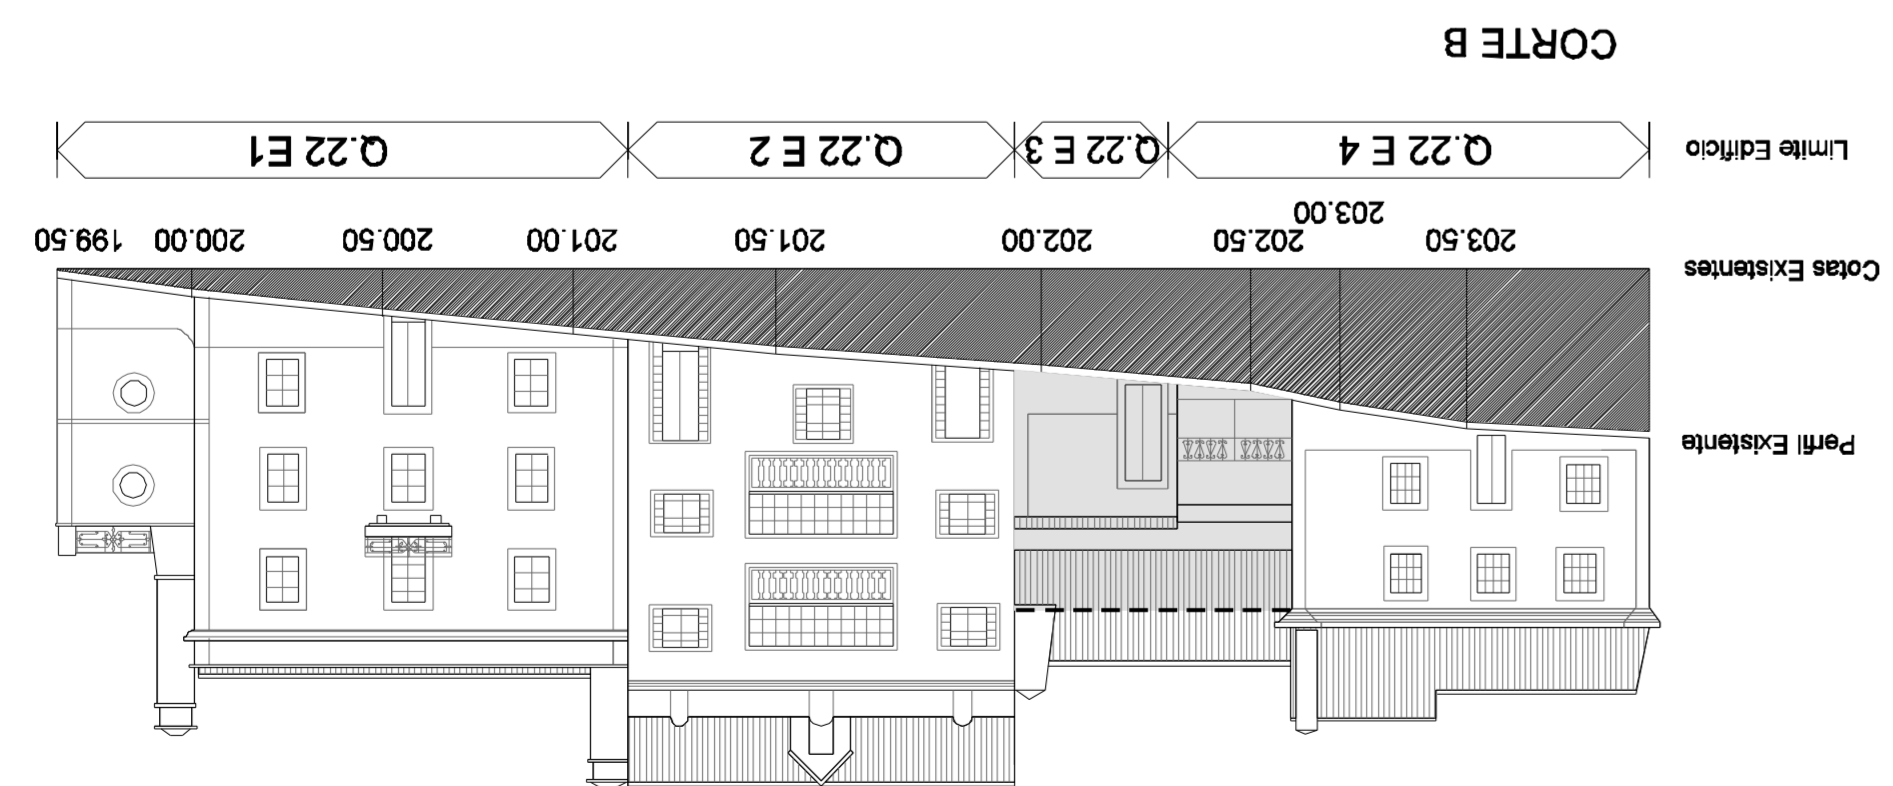 Perfil Existente
Cotas Existentes
203.50 202.50 202.00 201.50 201.00 200.50 200.00 199.50
203.00
Limite Edifício Q.22 E 4 Q.22 E 3 Q.22 E 2 Q.22 E1
CORTE B